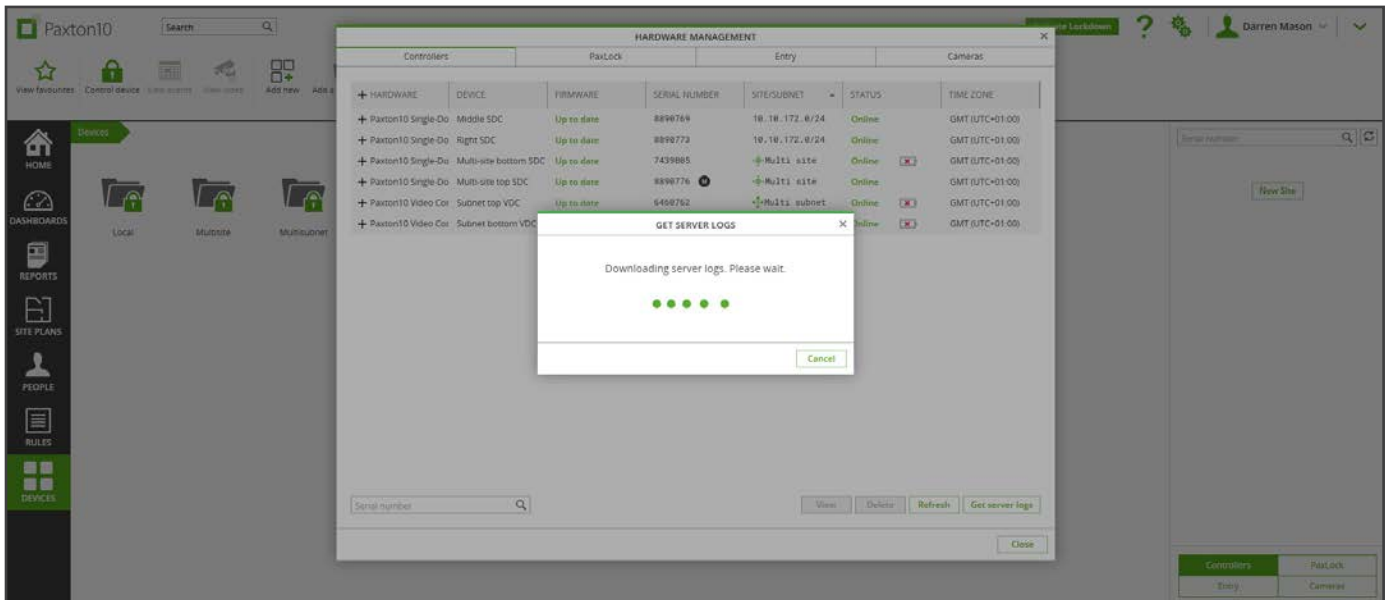 Paxton10
Search
Darren Mason
View favourites
Control device
Add new
HOME
DASHBOARDS
REPORTS
SITE PLANS
PEOPLE
RULES
DEVICES
Devices
Local
Multisite
Multisubnet
HARDWARE MANAGEMENT
Controllers PaxLock Entry Cameras
HARDWARE DEVICE FIRMWARE SERIAL NUMBER SITE/SUBNET STATUS TIME ZONE
Paxton10 Single-Do Middle SDC Up to date 8890769 10.10.172.0/24 Online GMT (UTC+01:00)
Paxton10 Single-Do Right SDC Up to date 8890773 10.10.172.0/24 Online GMT (UTC+01:00)
Paxton10 Single-Do Multi-site bottom SDC Up to date 7439805 Multi site Online GMT (UTC+01:00)
Paxton10 Single-Do Multi-site top SDC Up to date 8890776 M Multi site Online GMT (UTC+01:00)
Paxton10 Video Cor Subnet top VDC Up to date 6460762 Multi subnet Online GMT (UTC+01:00)
Paxton10 Video Cor Subnet bottom VDC Online GMT (UTC+01:00)
GET SERVER LOGS
Downloading server logs. Please wait.
Cancel
Serial number
View Delete Refresh Get server logs
Close
Serial number
New Site
Controllers PaxLock
Entry Cameras